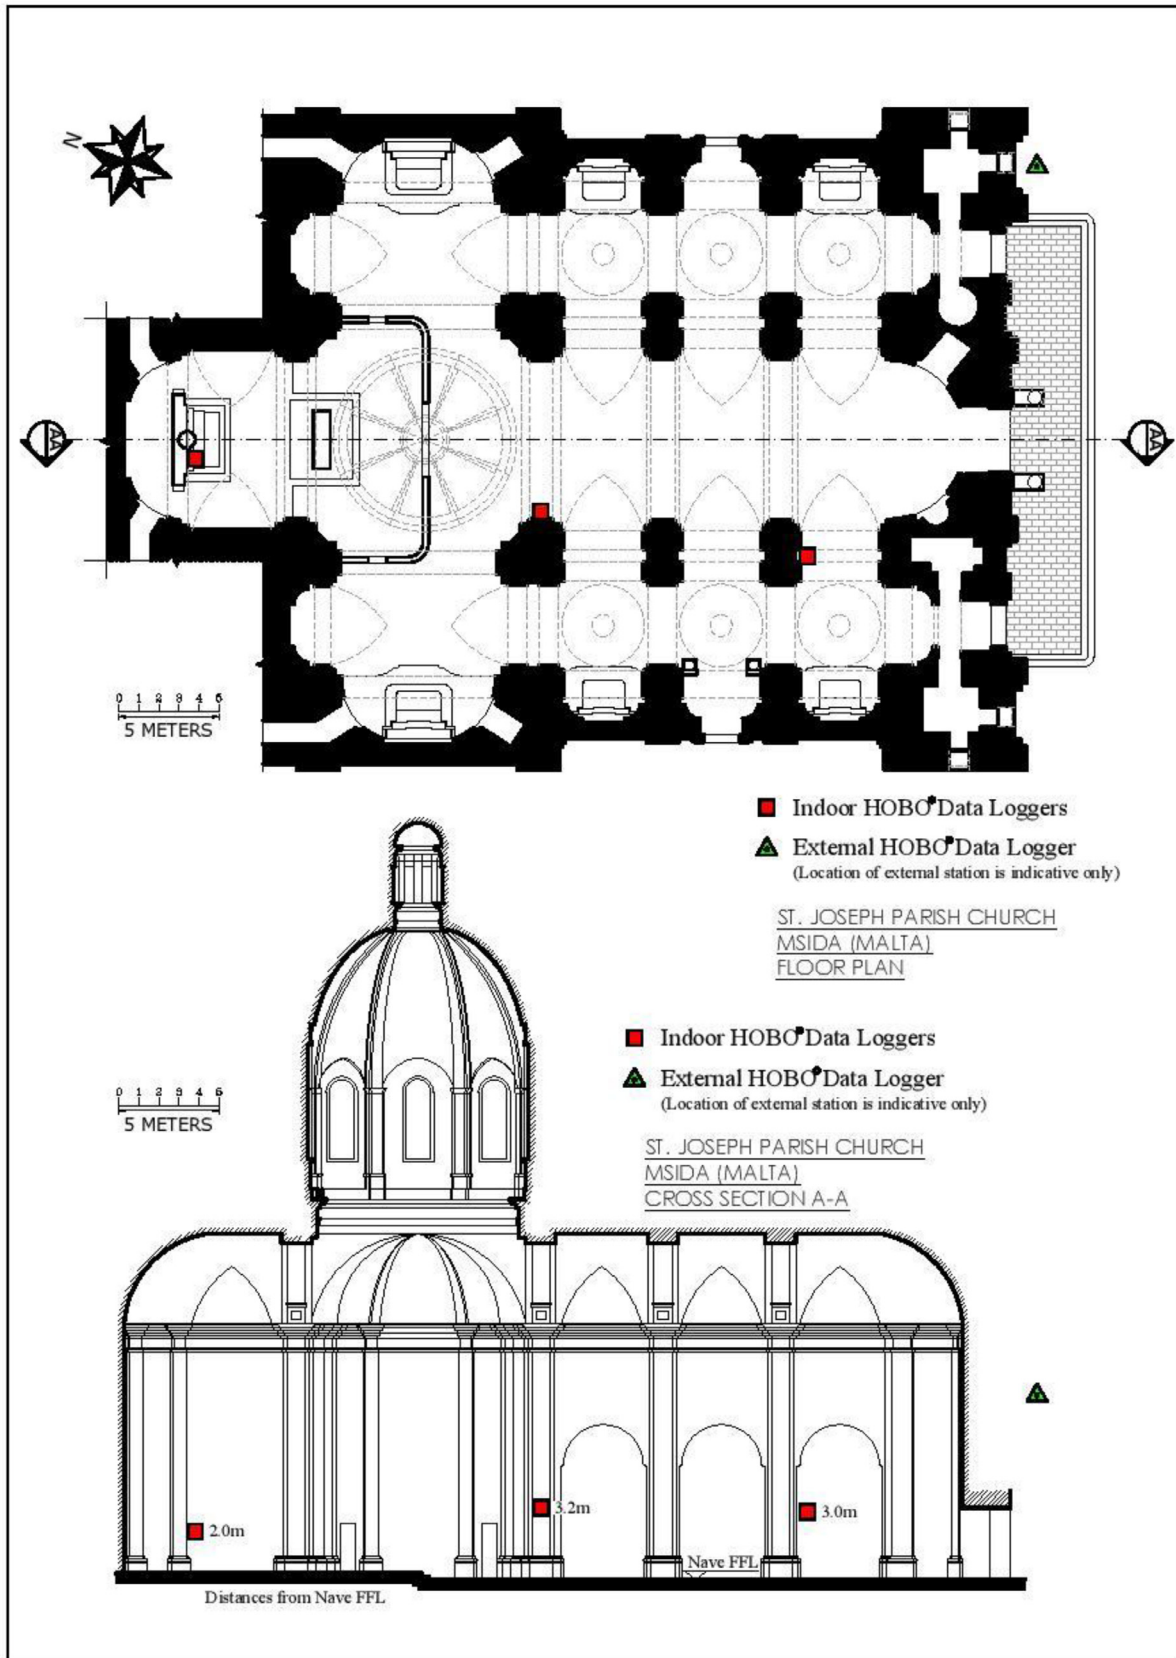 N
AA
AA
0 1 2 3 4 5
5 METERS
Indoor HOBO® Data Loggers
External HOBO® Data Logger
(Location of external station is indicative only)
ST. JOSEPH PARISH CHURCH
MSIDA (MALTA)
FLOOR PLAN
Indoor HOBO® Data Loggers
External HOBO® Data Logger
(Location of external station is indicative only)
0 1 2 3 4 5
5 METERS
ST. JOSEPH PARISH CHURCH
MSIDA (MALTA)
CROSS SECTION A-A
2.0m
3.2m
3.0m
Nave FFL
Distances from Nave FFL